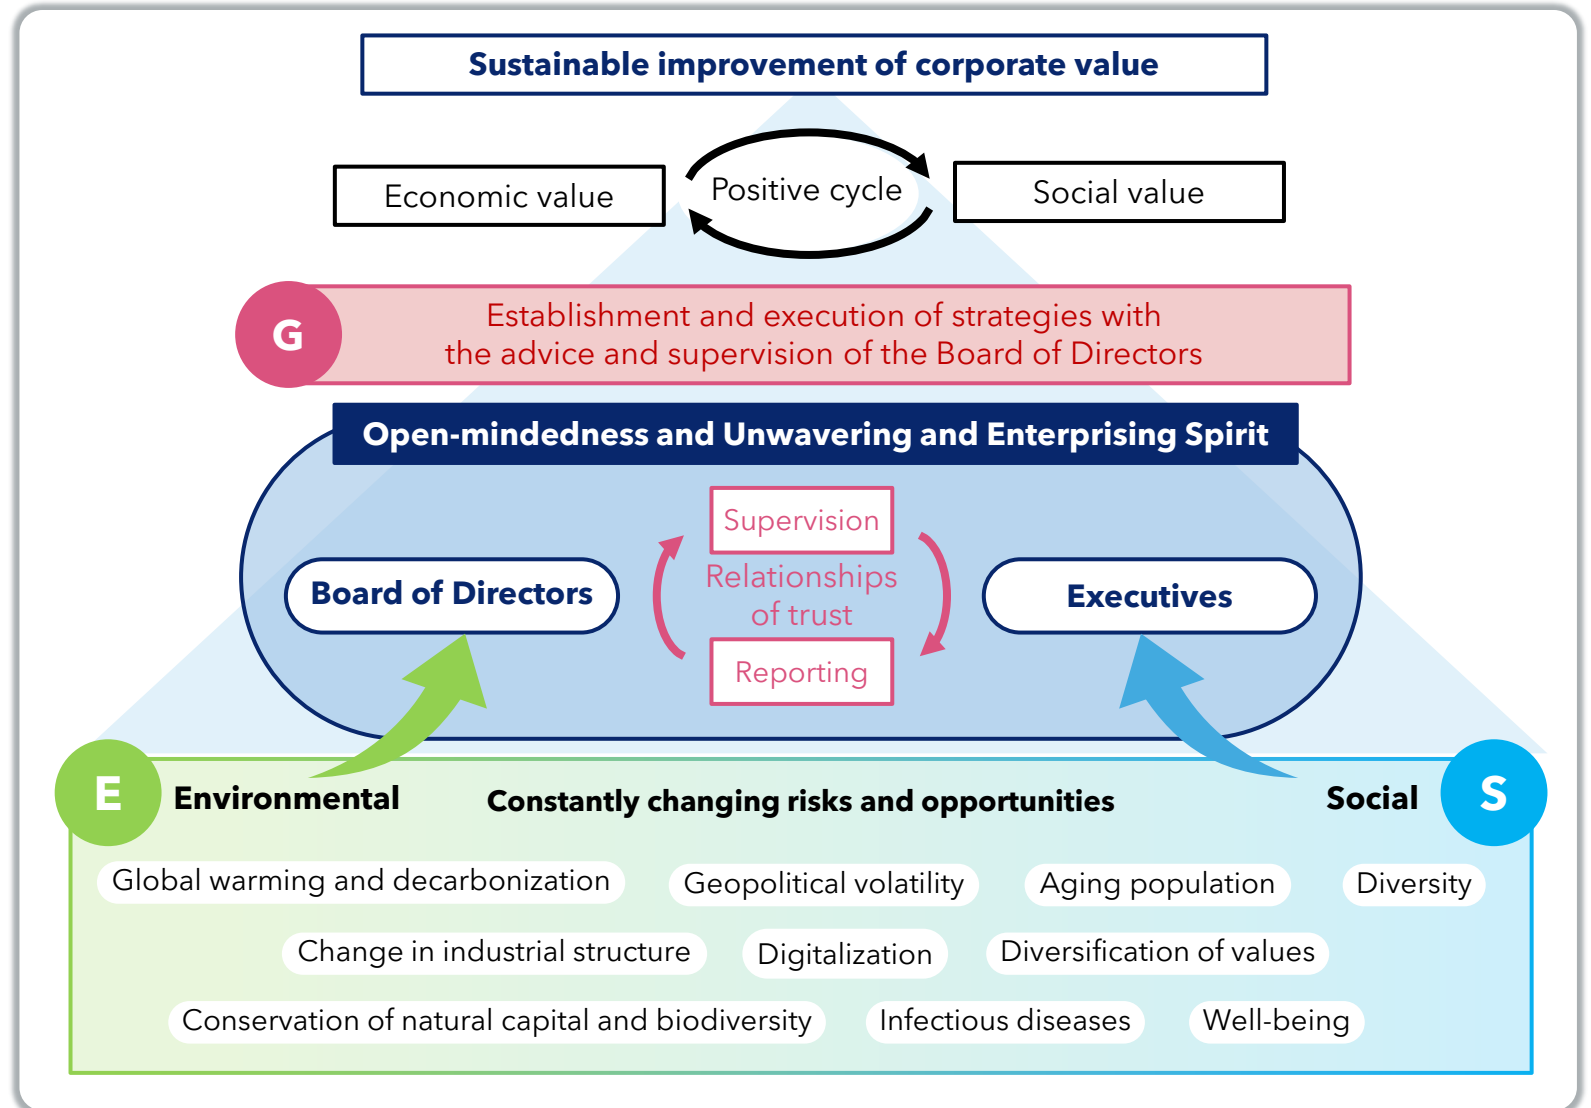 Sustainable improvement of corporate value
Economic value
Positive cycle
Social value
G
Establishment and execution of strategies with
the advice and supervision of the Board of Directors
Open-mindedness and Unwavering and Enterprising Spirit
Supervision
Board of Directors
Relationships
of trust
Executives
Reporting
E
Environmental
Constantly changing risks and opportunities
Social
S
Global warming and decarbonization
Geopolitical volatility
Aging population
Diversity
Change in industrial structure
Digitalization
Diversification of values
Conservation of natural capital and biodiversity
Infectious diseases
Well-being